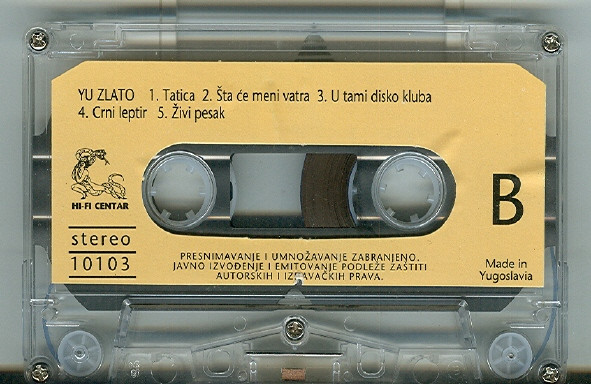 YU ZLATO 1. Tatica 2. Šta će meni vatra 3. U tami disko kluba
4. Crni leptir 5. Živi pesak
HI-FI CENTAR
stereo
10103
B
PRESNIMAVANJE I UMNOŽAVANJE ZABRANJENO.
JAVNO IZVOĐENJE I EMITOVANJE PODLEŽE ZAŠTITI
AUTORSKIH I IZDAVAČKIH PRAVA.
Made in
Yugoslavia